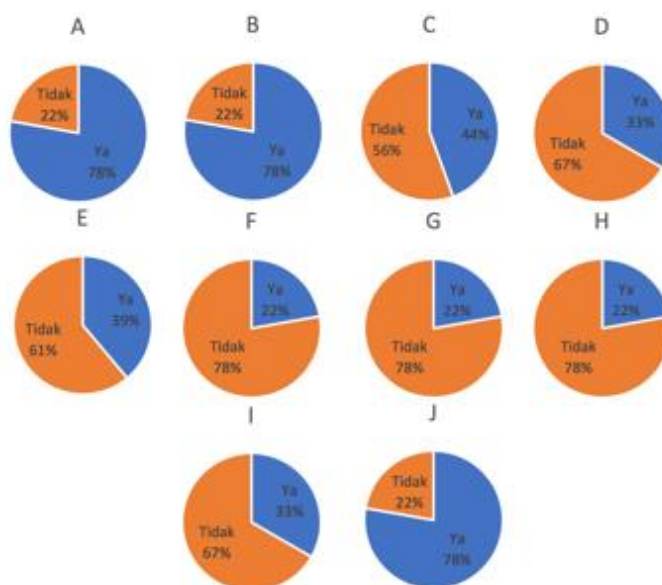 A
B
C
D
Tidak
22%
Ya
78%
Tidak
22%
Ya
78%
Tidak
56%
Ya
44%
Ya
33%
Tidak
67%
E
F
G
H
Ya
39%
Tidak
61%
Ya
22%
Tidak
78%
Ya
22%
Tidak
78%
Ya
22%
Tidak
78%
I
J
Ya
33%
Tidak
67%
Tidak
22%
Ya
78%